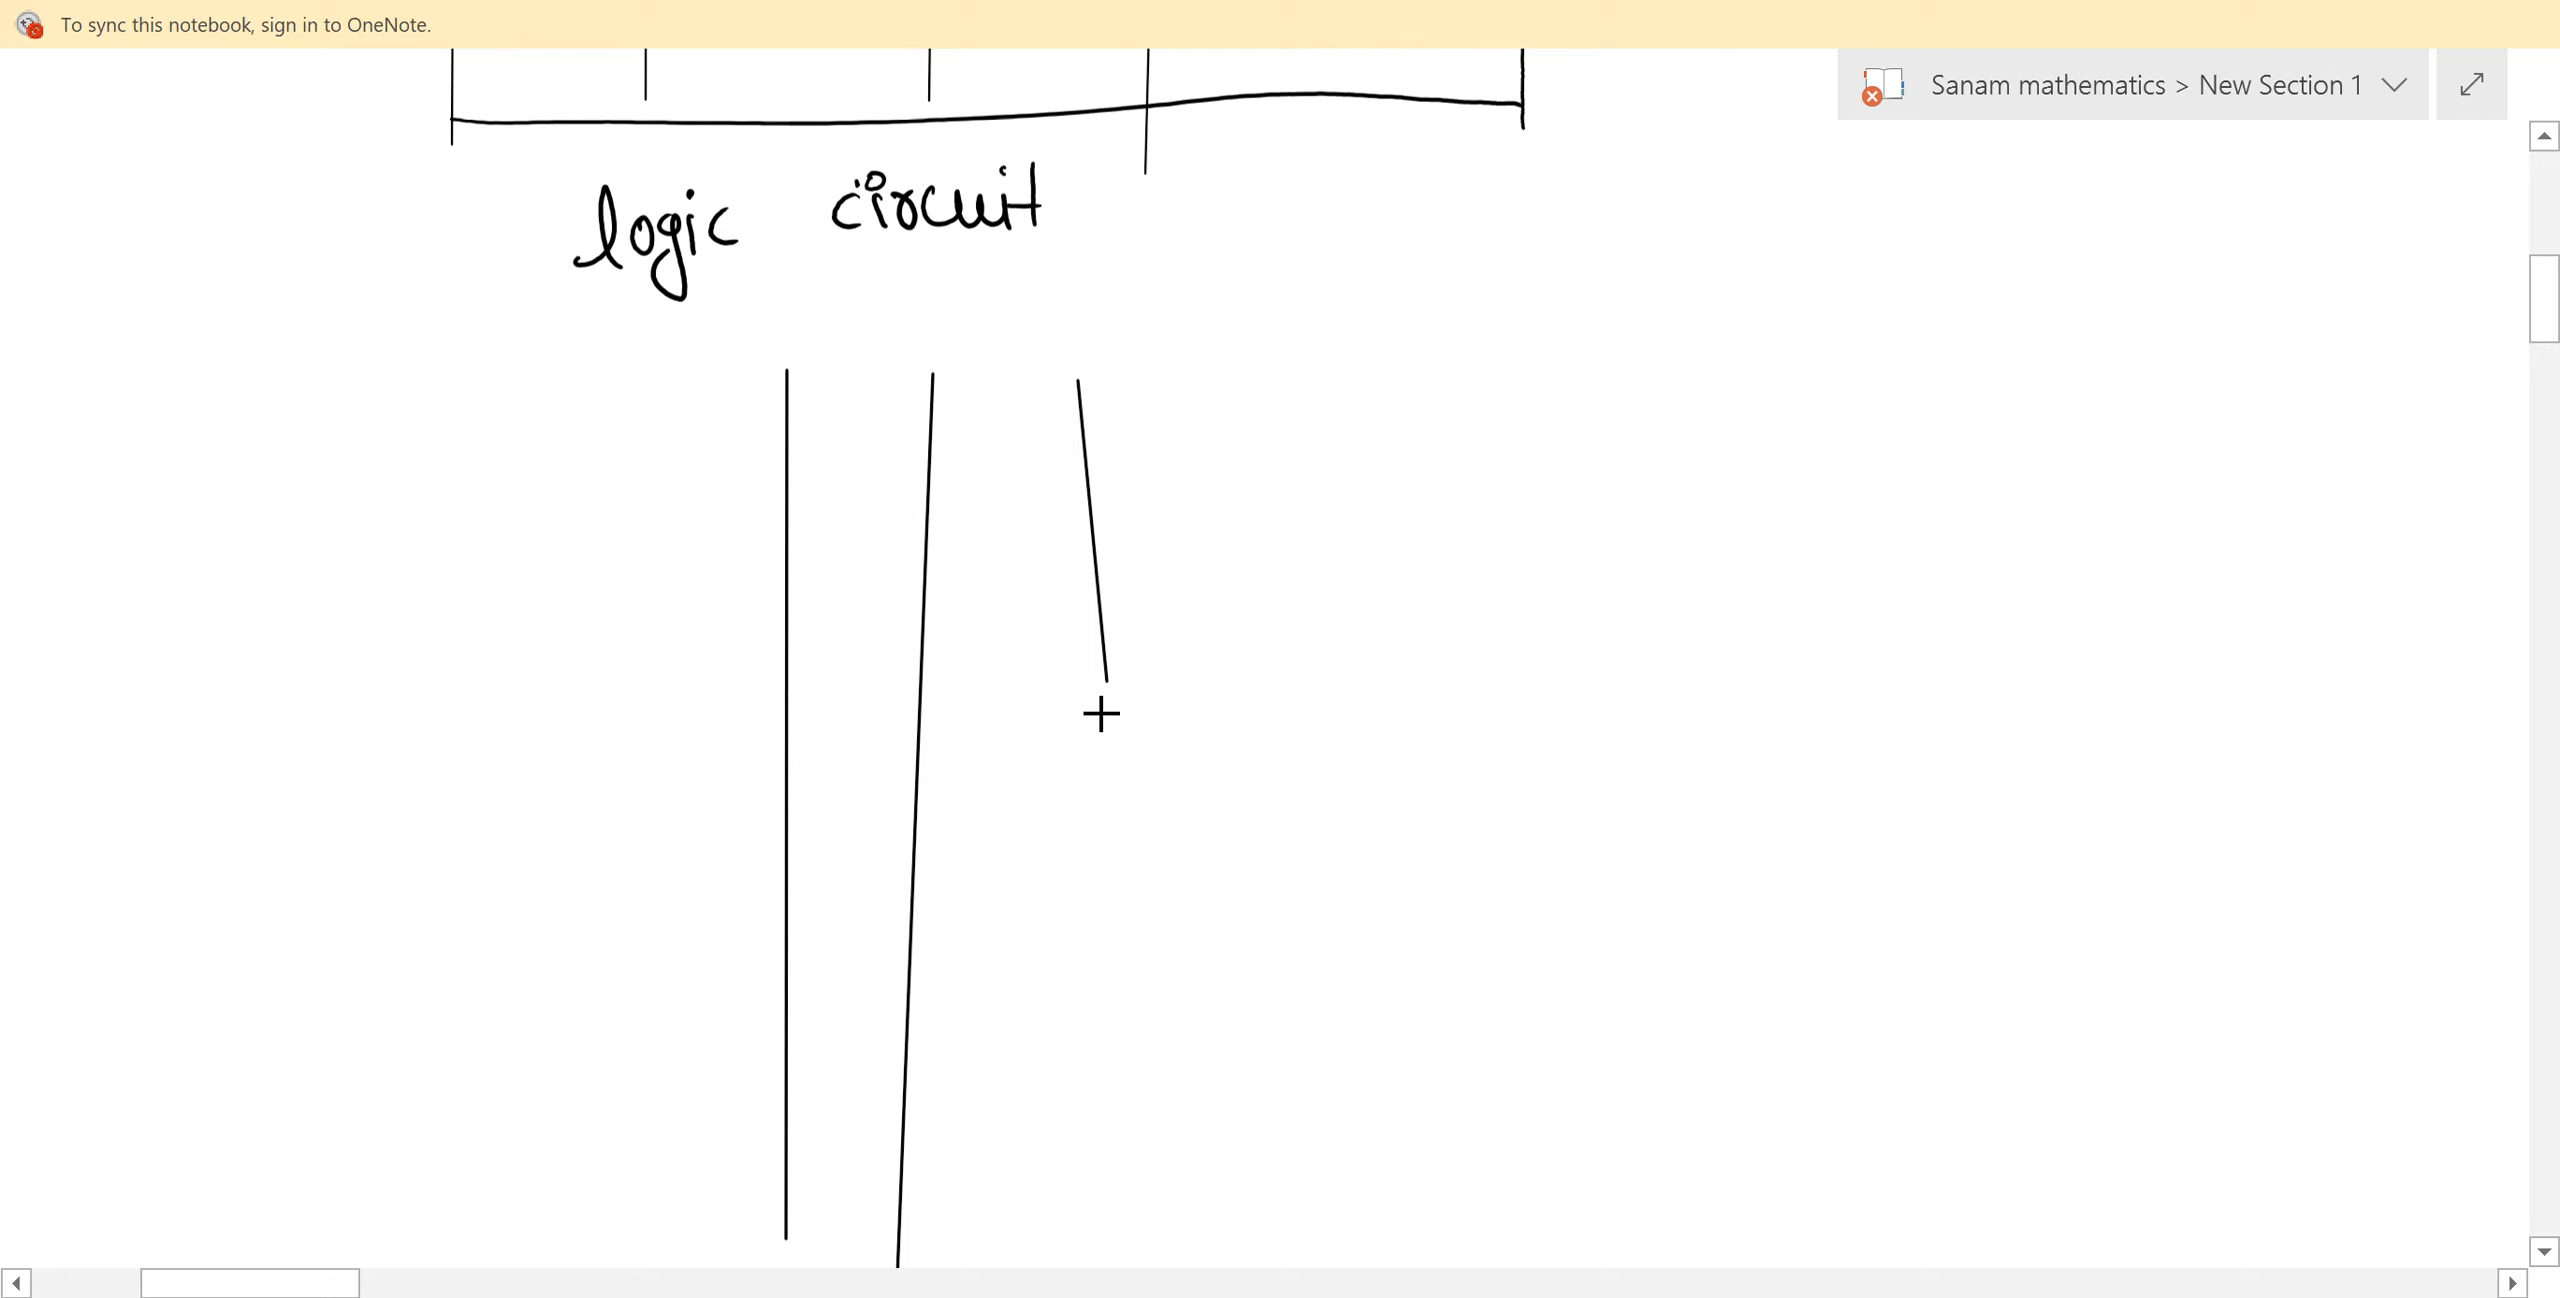 To sync this notebook, sign in to OneNote.
Sanam mathematics > New Section 1
logic circuit